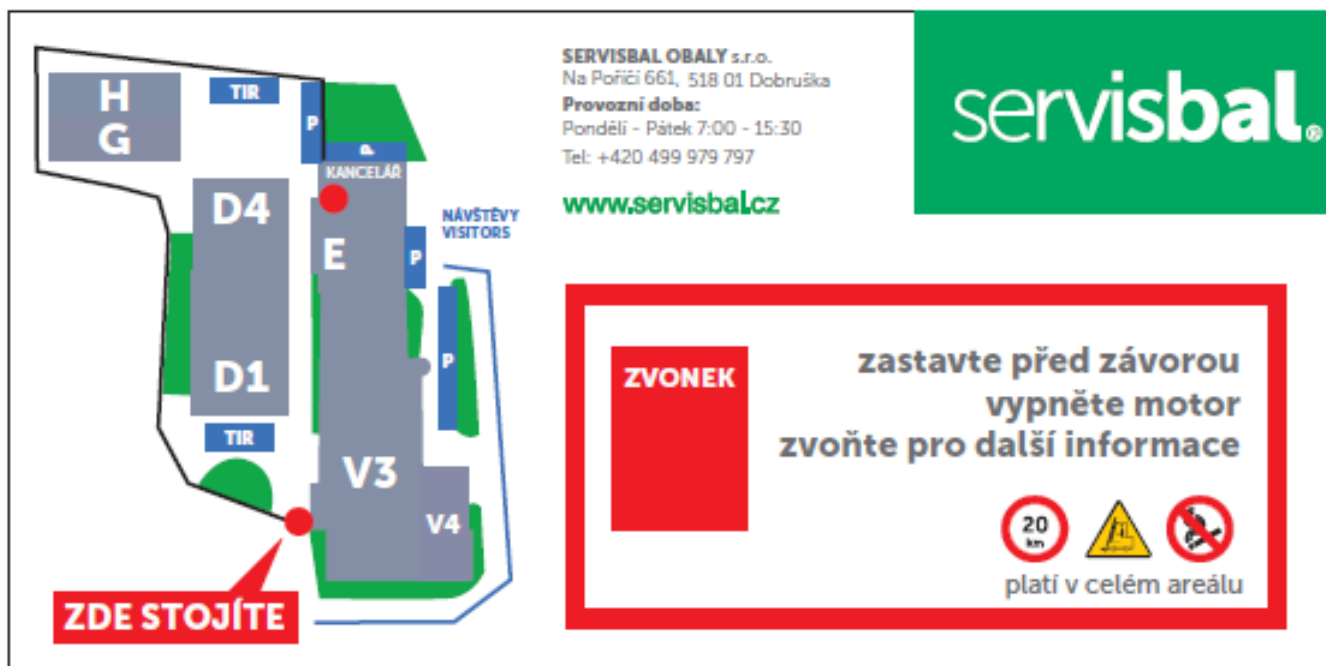 H
G
TIR
P
P
KANCELÁŘ
D4
E
NÁVŠTĚVY
VISITORS
P
P
D1
TIR
V3
V4
ZDE STOJÍTE
SERVISBAL OBALY s.r.o.
Na Poříčí 661, 518 01 Dobruška
Provozní doba:
Pondělí - Pátek 7:00 - 15:30
Tel: +420 499 979 797
www.servisbal.cz
servisbal.®
ZVONEK
zastavte před závorou
vypněte motor
zvoňte pro další informace
20
km
platí v celém areálu